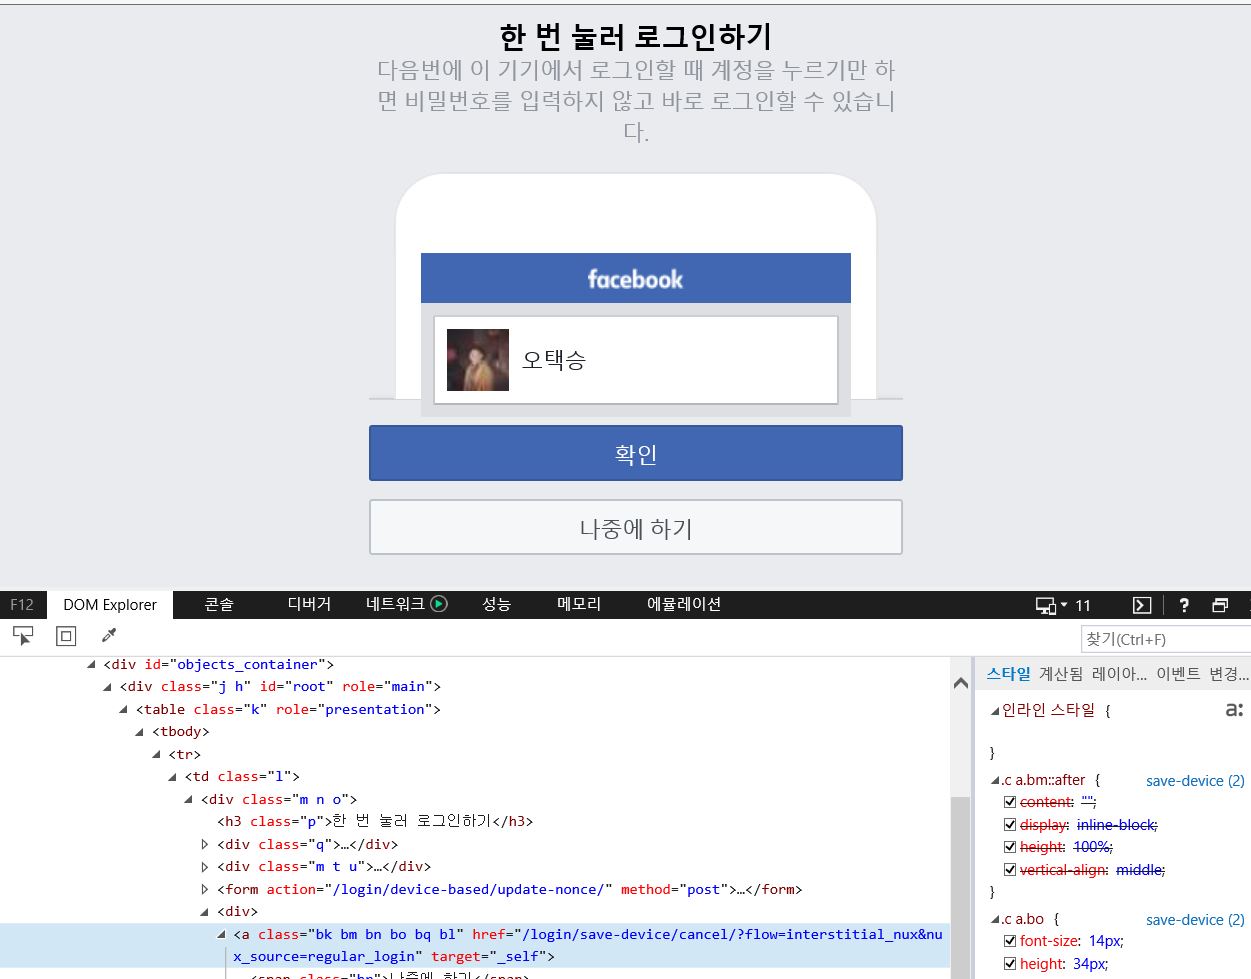 한 번 눌러 로그인하기
다음번에 이 기기에서 로그인할 때 계정을 누르기만 하
면 비밀번호를 입력하지 않고 바로 로그인할 수 있습니
다.
facebook
오택승
확인
나중에 하기
F12 DOM Explorer 콘솔 디버거 네트워크 성능 메모리 에뮬레이션 11 ?
찾기(Ctrl+F)
<div id="objects_container">
<div class="j h" id="root" role="main">
<table class="k" role="presentation">
<tbody>
<tr>
<td class="l">
<div class="m n o">
<h3 class="p">한 번 눌러 로그인하기</h3>
<div class="q">…</div>
<div class="m t u">…</div>
<form action="/login/device-based/update-nonce/" method="post">…</form>
<div>
<a class="bk bm bn bo bq bl" href="/login/save-device/cancel/?flow=interstitial_nux&nu
x_source=regular_login" target="_self">
나중에 하기</span>
스타일 계산됨 레이아... 이벤트 변경...
인라인 스타일 { a:
}
.c a.bm::after { save-device (2)
content: "";
display: inline-block;
height: 100%;
vertical-align: middle;
}
.c a.bo { save-device (2)
font-size: 14px;
height: 34px;